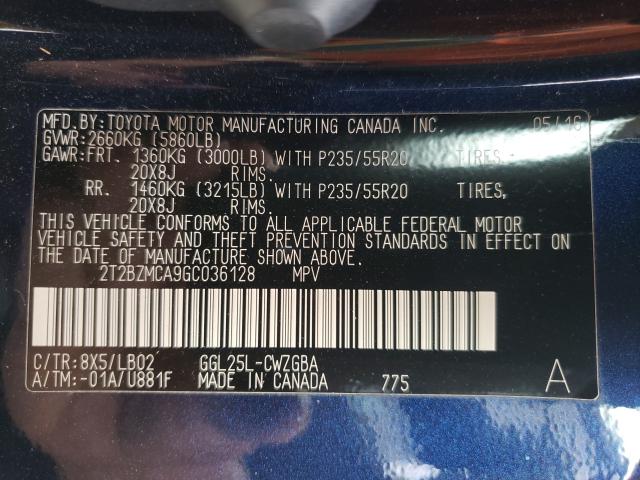 MFD.BY:TOYOTA MOTOR MANUFACTURING CANADA INC. 05/16
GVWR:2660KG (5860LB)
GAWR:FRT. 1360KG (3000LB) WITH P235/55R20 TIRES,
20X8J RIMS.
RR. 1460KG (3215LB) WITH P235/55R20 TIRES,
20X8J RIMS.
THIS VEHICLE CONFORMS TO ALL APPLICABLE FEDERAL MOTOR
VEHICLE SAFETY AND THEFT PREVENTION STANDARDS IN EFFECT ON
THE DATE OF MANUFACTURE SHOWN ABOVE.
2T2BZMCA9GC036128 MPV
C/TR:8X5/LB02 GGL25L-CWZGBA
A/TM:-01A/U881F MADE IN CANADA 775 A